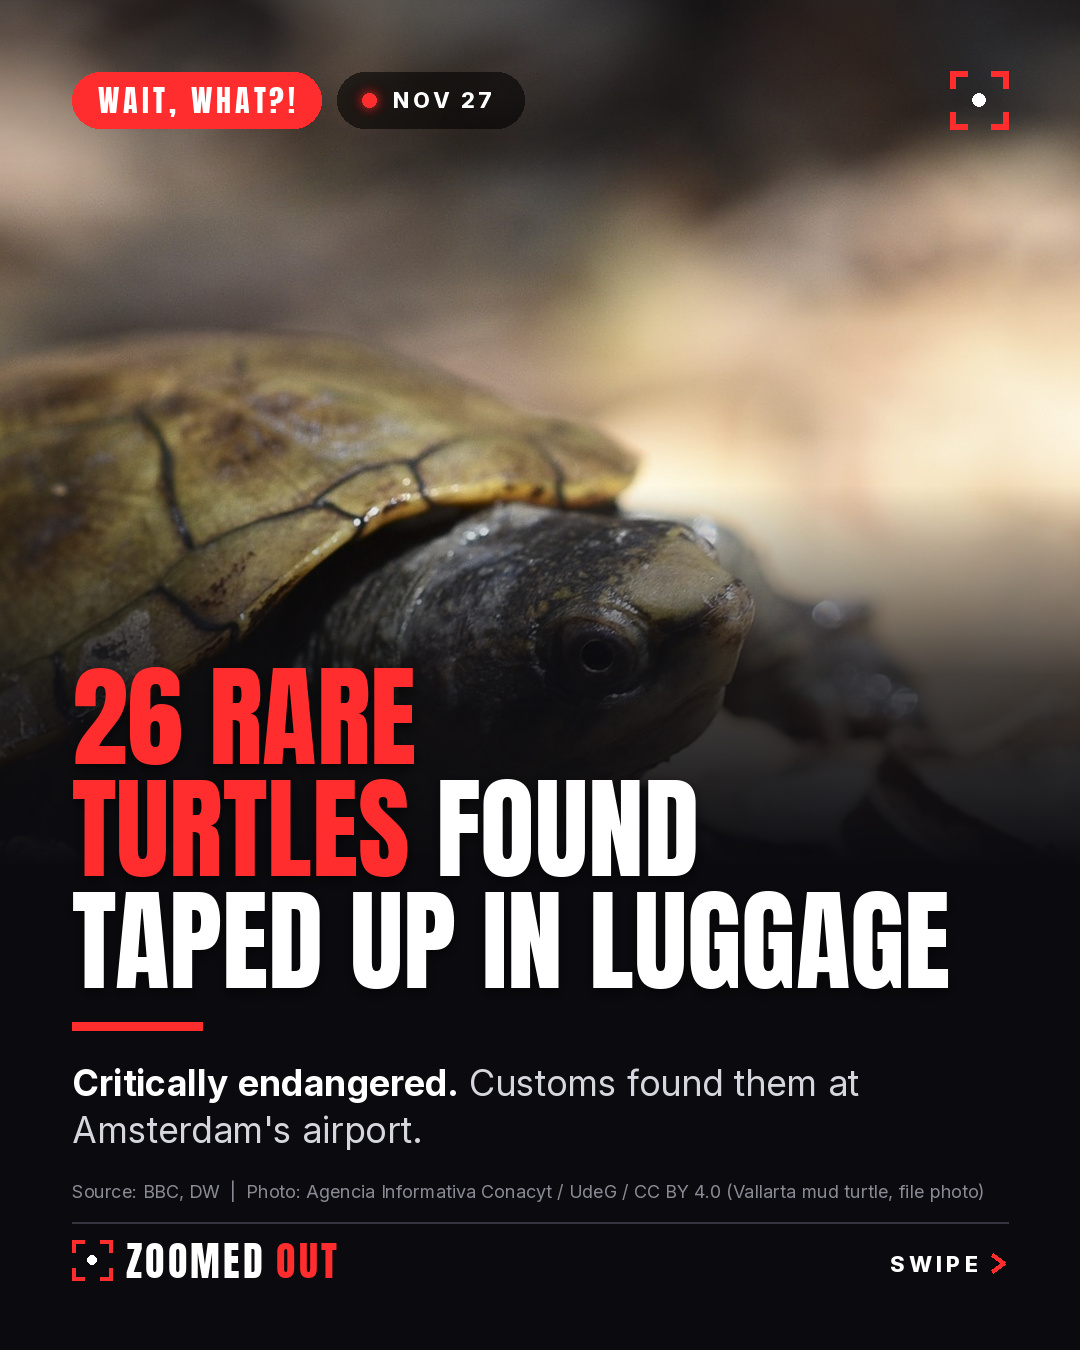 WAIT, WHAT?!
NOV 27
26 RARE
TURTLES FOUND
TAPED UP IN LUGGAGE
Critically endangered. Customs found them at
Amsterdam's airport.
Source: BBC, DW | Photo: Agencia Informativa Conacyt / UdeG / CC BY 4.0 (Vallarta mud turtle, file photo)
ZOOMED OUT
SWIPE